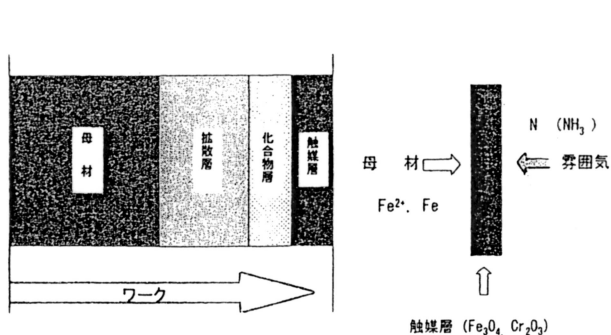 母材
拡散層
化合物層
触媒層
ワーク
N (NH₃)
母 材
雰囲気
Fe²⁺. Fe
触媒層 (Fe₃O₄ Cr₂O₃)